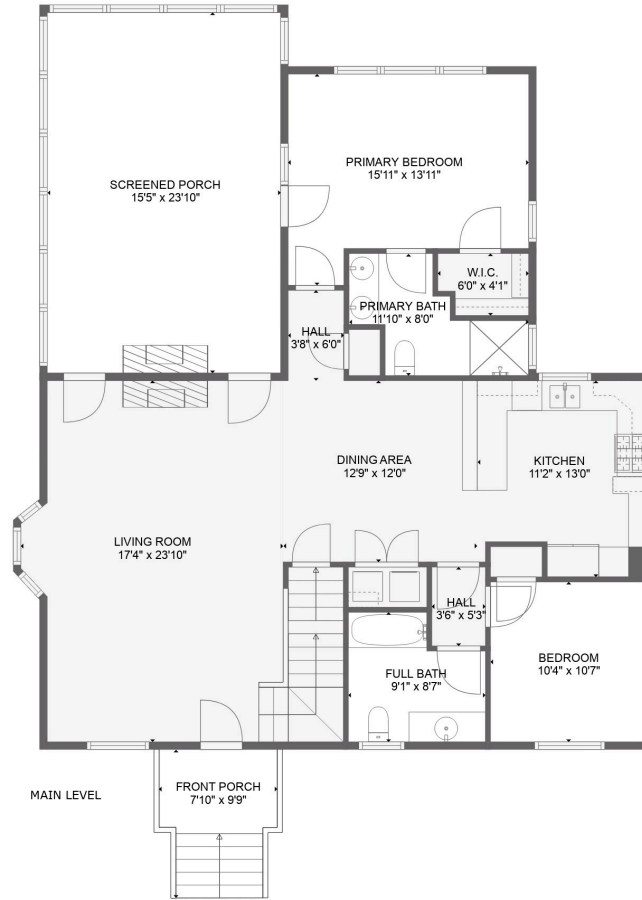 SCREENED PORCH
15'5" x 23'10"
PRIMARY BEDROOM
15'11" x 13'11"
W.I.C.
6'0" x 4'1"
PRIMARY BATH
11'10" x 8'0"
HALL
3'8" x 6'0"
DINING AREA
12'9" x 12'0"
KITCHEN
11'2" x 13'0"
LIVING ROOM
17'4" x 23'10"
HALL
3'6" x 5'3"
BEDROOM
10'4" x 10'7"
FULL BATH
9'1" x 8'7"
FRONT PORCH
7'10" x 9'9"
MAIN LEVEL